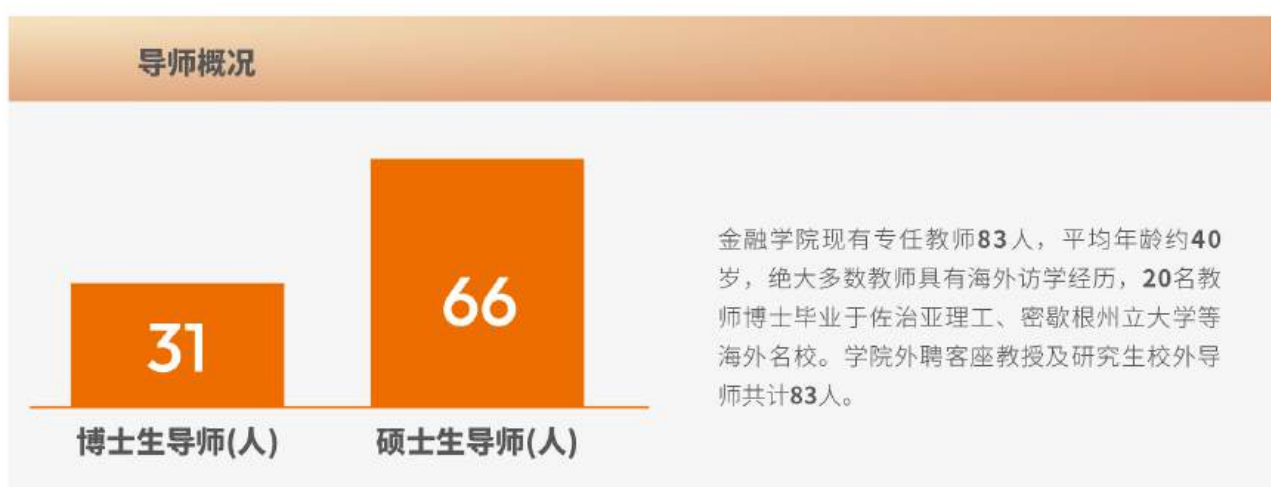 导师概况
31
66
博士生导师(人)
硕士生导师(人)
金融学院现有专任教师83人，平均年龄约40
岁，绝大多数教师具有海外访学经历，20名教
师博士毕业于佐治亚理工、密歇根州立大学等
海外名校。学院外聘客座教授及研究生校外导
师共计83人。